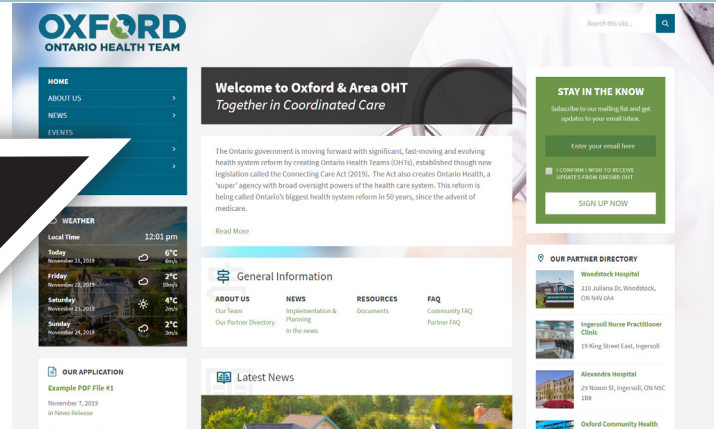 OXFORD
ONTARIO HEALTH TEAM
Search this site...
HOME
ABOUT US
NEWS
EVENTS
WEATHER
Local Time 12:01 pm
Today 6°C
November 21, 2019 6m/s
Friday 2°C
November 22, 2019 10m/s
Saturday 4°C
November 23, 2019 2m/s
Sunday 2°C
November 24, 2019 3m/s
OUR APPLICATION
Example PDF File #1
November 7, 2019
in News Release
Welcome to Oxford & Area OHT
Together in Coordinated Care
The Ontario government is moving forward with significant, fast-moving and evolving
health system reform by creating Ontario Health Teams (OHTs), established though new
legislation called the Connecting Care Act (2019). The Act also creates Ontario Health, a
‘super’ agency with broad oversight powers of the health care system. This reform is
being called Ontario’s biggest health system reform in 50 years, since the advent of
medicare.
Read More
General Information
ABOUT US
Our Team
Our Partner Directory
NEWS
Implementation &
Planning
In the news
RESOURCES
Documents
FAQ
Community FAQ
Partner FAQ
Latest News
STAY IN THE KNOW
Subscribe to our mailing list and get
updates to your email inbox.
Enter your email here
I CONFIRM I WISH TO RECEIVE
UPDATES FROM OXFORD OHT
SIGN UP NOW
OUR PARTNER DIRECTORY
Woodstock Hospital
310 Juliana Dr, Woodstock,
ON N4V 0A4
Ingersoll Nurse Practitioner
Clinic
19 King Street East, Ingersoll
Alexandra Hospital
29 Noxon St, Ingersoll, ON N5C
1B8
Oxford Community Health